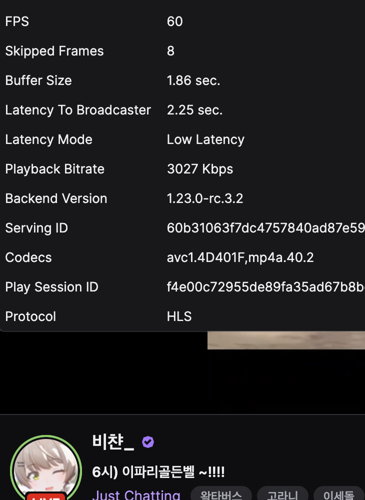 FPS 60
Skipped Frames 8
Buffer Size 1.86 sec.
Latency To Broadcaster 2.25 sec.
Latency Mode Low Latency
Playback Bitrate 3027 Kbps
Backend Version 1.23.0-rc.3.2
Serving ID 60b31063f7dc4757840ad87e59
Codecs avc1.4D401F,mp4a.40.2
Play Session ID f4e00c72955de89fa35ad67b8b
Protocol HLS
비챤_
6시) 이파리골든벨 ~!!!!
Just Chatting 왁타버스 고라니 이세돌